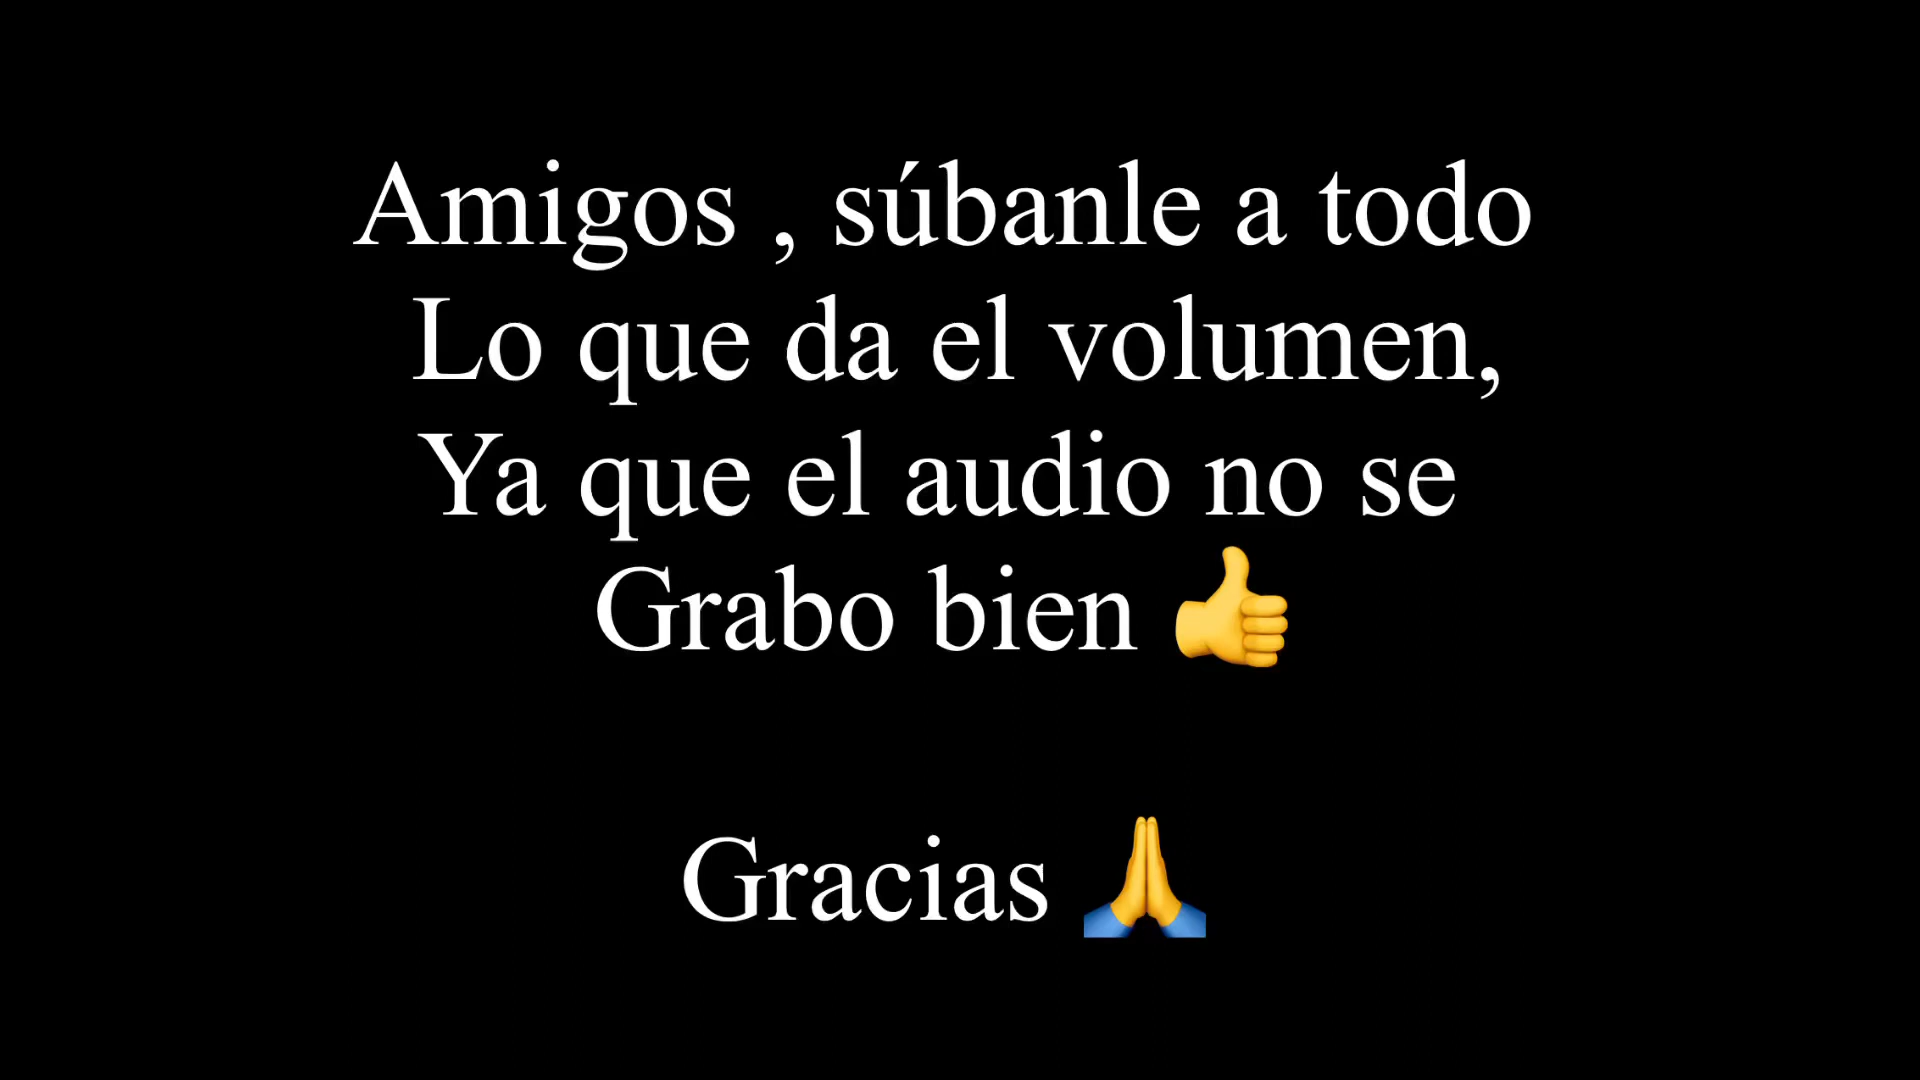 Amigos , súbanle a todo
Lo que da el volumen,
Ya que el audio no se
Grabo bien 👍
Gracias 🙏